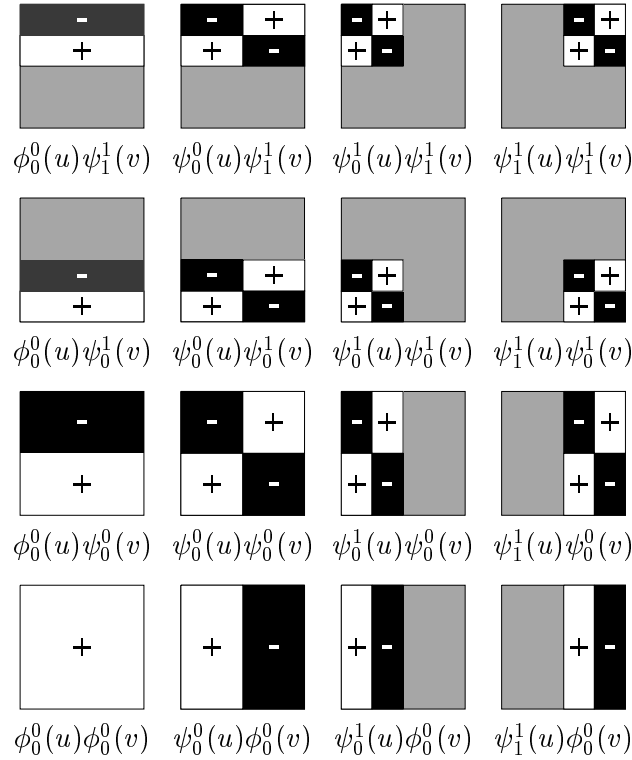 - - + - + - +
+ + - + - + -
ϕ₀⁰(u)ψ₁¹(v) ψ₀⁰(u)ψ₁¹(v) ψ₀¹(u)ψ₁¹(v) ψ₁¹(u)ψ₁¹(v)
- - + - + - +
+ + - + - + -
ϕ₀⁰(u)ψ₀¹(v) ψ₀⁰(u)ψ₀¹(v) ψ₀¹(u)ψ₀¹(v) ψ₁¹(u)ψ₀¹(v)
- - + - + - +
+ + - + - + -
ϕ₀⁰(u)ψ₀⁰(v) ψ₀⁰(u)ψ₀⁰(v) ψ₀¹(u)ψ₀⁰(v) ψ₁¹(u)ψ₀⁰(v)
+ + - + - + -
ϕ₀⁰(u)ϕ₀⁰(v) ψ₀⁰(u)ϕ₀⁰(v) ψ₀¹(u)ϕ₀⁰(v) ψ₁¹(u)ϕ₀⁰(v)